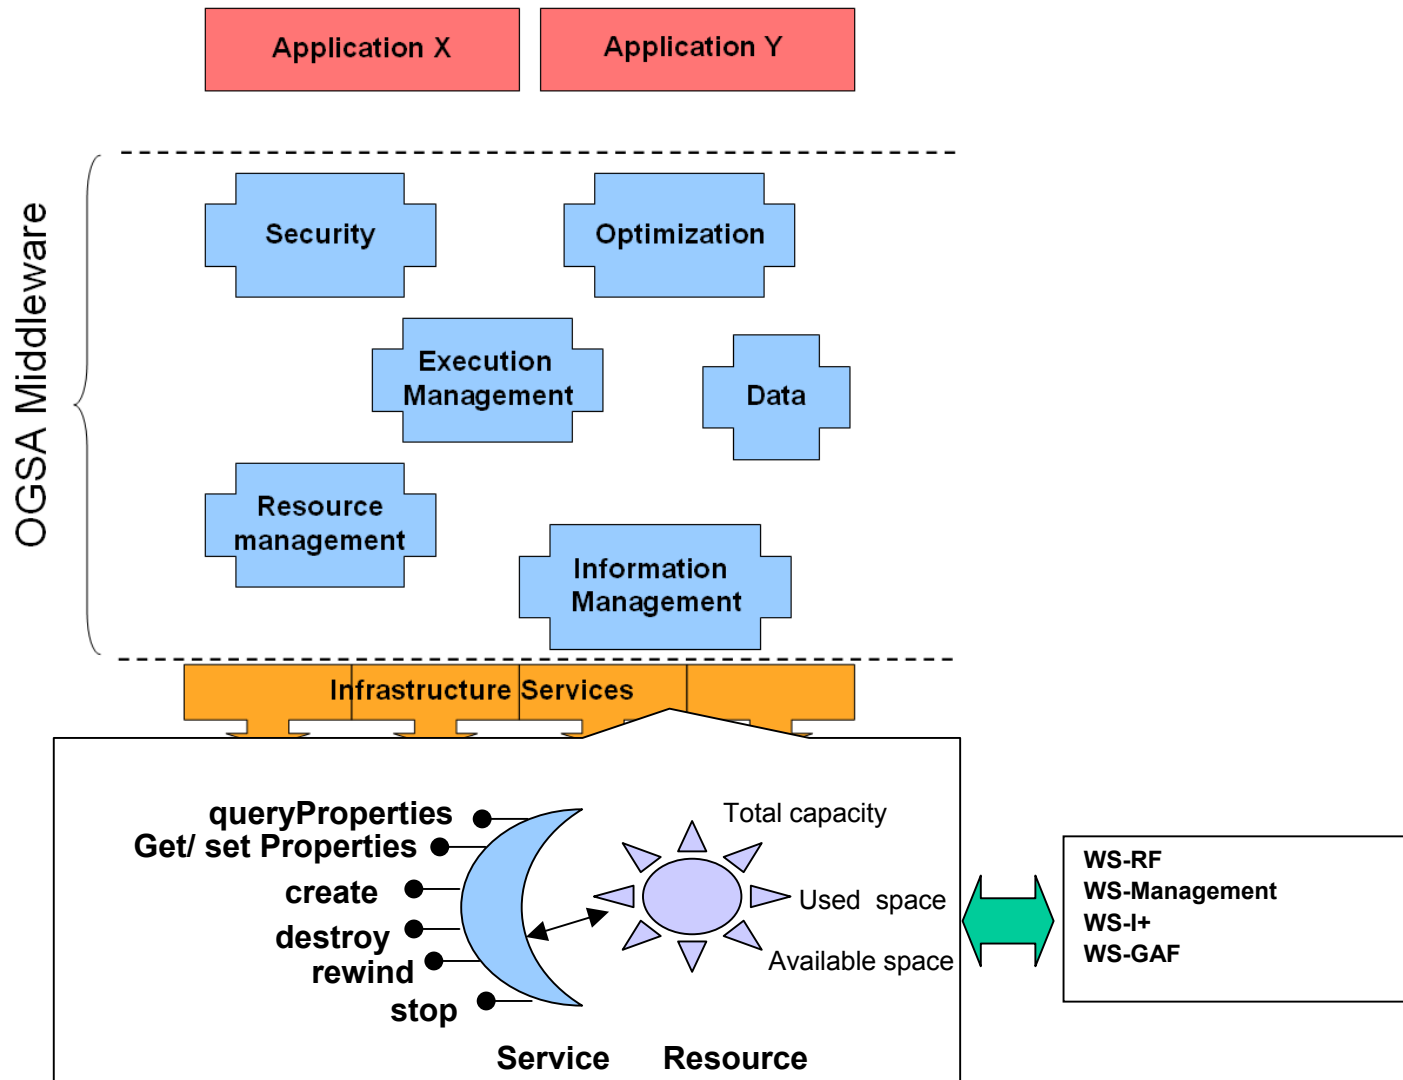 Application X
Application Y
OGSA Middleware
Security
Optimization
Execution
Management
Data
Resource
management
Information
Management
Infrastructure Services
queryProperties
Get/ set Properties
create
destroy
rewind
stop
Total capacity
Used space
Available space
Service
Resource
WS-RF
WS-Management
WS-I+
WS-GAF